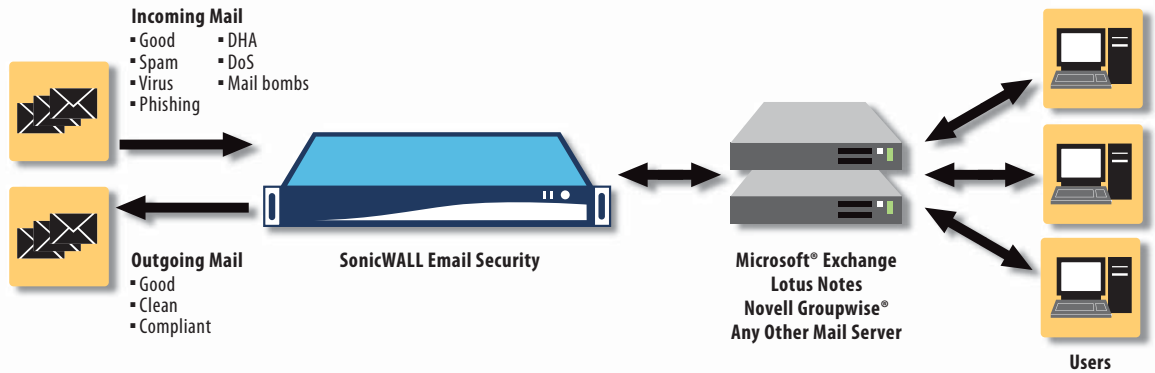 Incoming Mail
▪ Good
▪ Spam
▪ Virus
▪ Phishing
▪ DHA
▪ DoS
▪ Mail bombs
Outgoing Mail
▪ Good
▪ Clean
▪ Compliant
SonicWALL Email Security
Microsoft® Exchange
Lotus Notes
Novell Groupwise®
Any Other Mail Server
Users